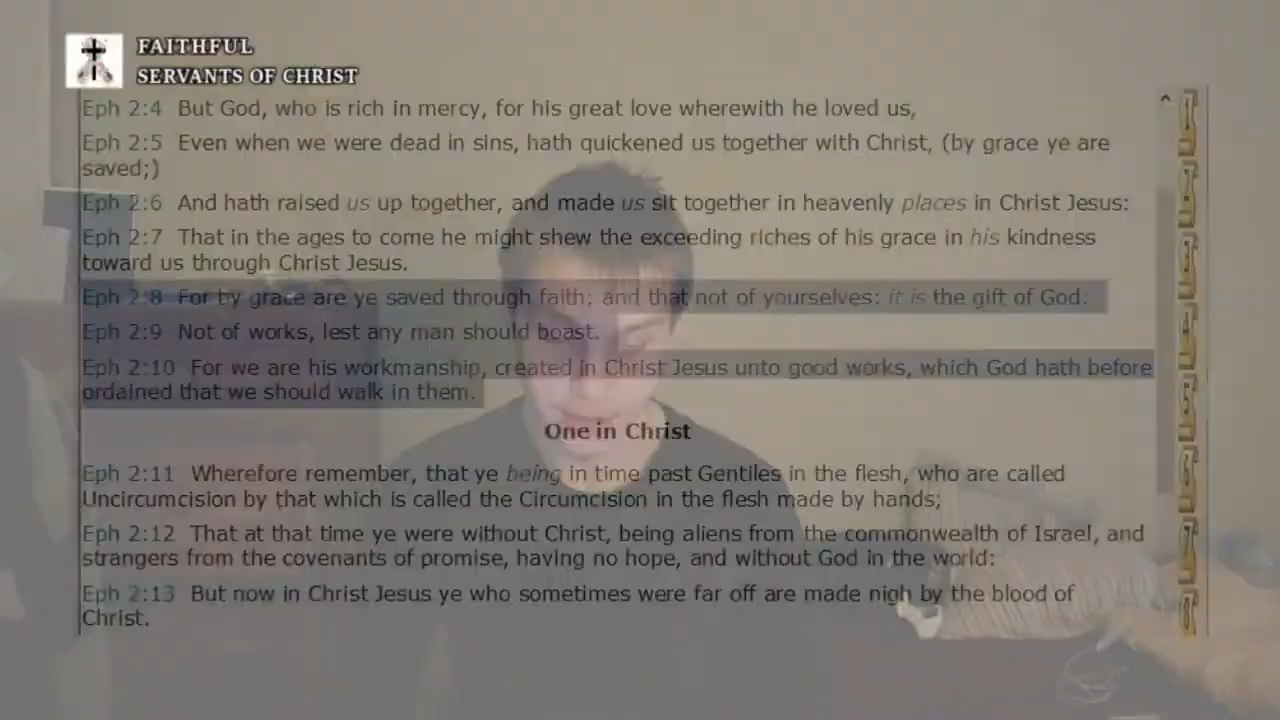 FAITHFUL
SERVANTS OF CHRIST
Eph 2:4 But God, who is rich in mercy, for his great love wherewith he loved us,
Eph 2:5 Even when we were dead in sins, hath quickened us together with Christ, (by grace ye are
saved;)
Eph 2:6 And hath raised us up together, and made us sit together in heavenly places in Christ Jesus:
Eph 2:7 That in the ages to come he might shew the exceeding riches of his grace in his kindness
toward us through Christ Jesus.
Eph 2:8 For by grace are ye saved through faith; and that not of yourselves: it is the gift of God:
Eph 2:9 Not of works, lest any man should boast.
Eph 2:10 For we are his workmanship, created in Christ Jesus unto good works, which God hath before
ordained that we should walk in them.
One in Christ
Eph 2:11 Wherefore remember, that ye being in time past Gentiles in the flesh, who are called
Uncircumcision by that which is called the Circumcision in the flesh made by hands;
Eph 2:12 That at that time ye were without Christ, being aliens from the commonwealth of Israel, and
strangers from the covenants of promise, having no hope, and without God in the world:
Eph 2:13 But now in Christ Jesus ye who sometimes were far off are made nigh by the blood of
Christ.